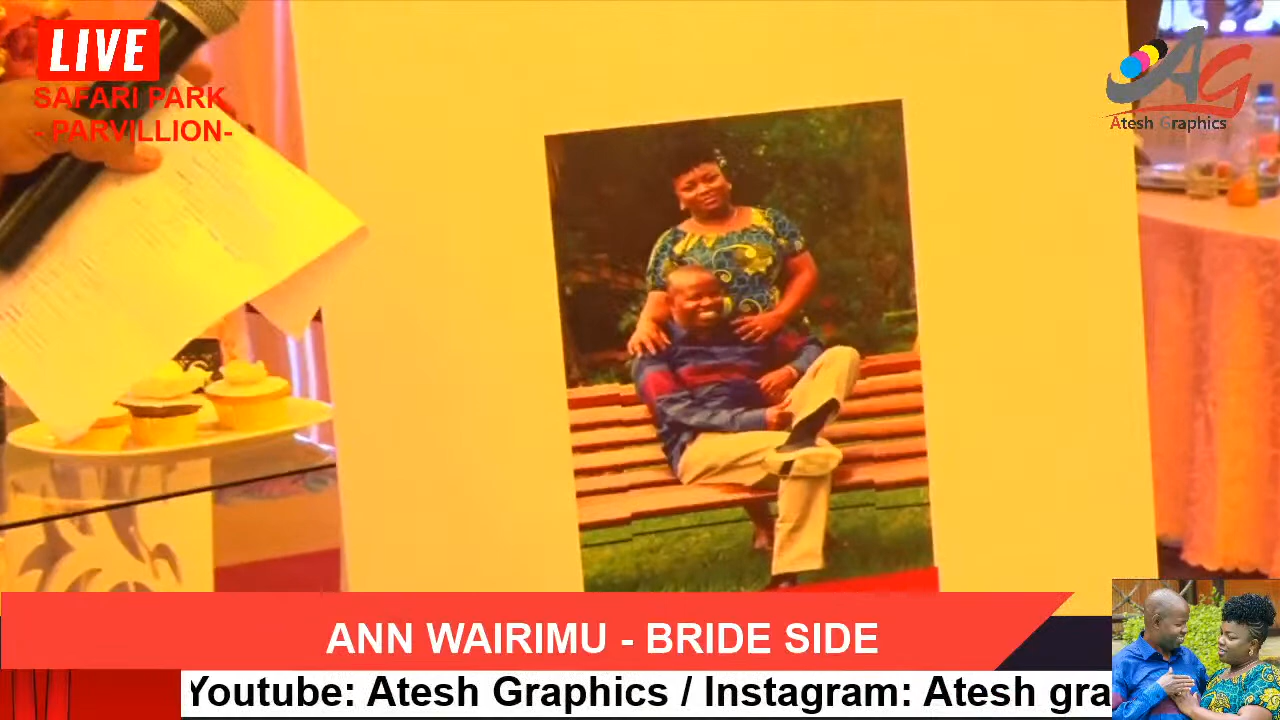 LIVE
SAFARI PARK
- PARVILLION-
AG
Atesh Graphics
ANN WAIRIMU - BRIDE SIDE
Youtube: Atesh Graphics / Instagram: Atesh gra